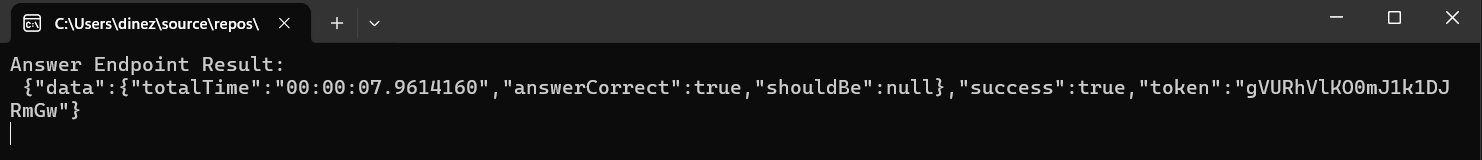 C:\Users\dinez\source\repos\
Answer Endpoint Result:
{"data":{"totalTime":"00:00:07.9614160","answerCorrect":true,"shouldBe":null},"success":true,"token":"gVURhVlKO0mJ1k1DJ
RmGw"}